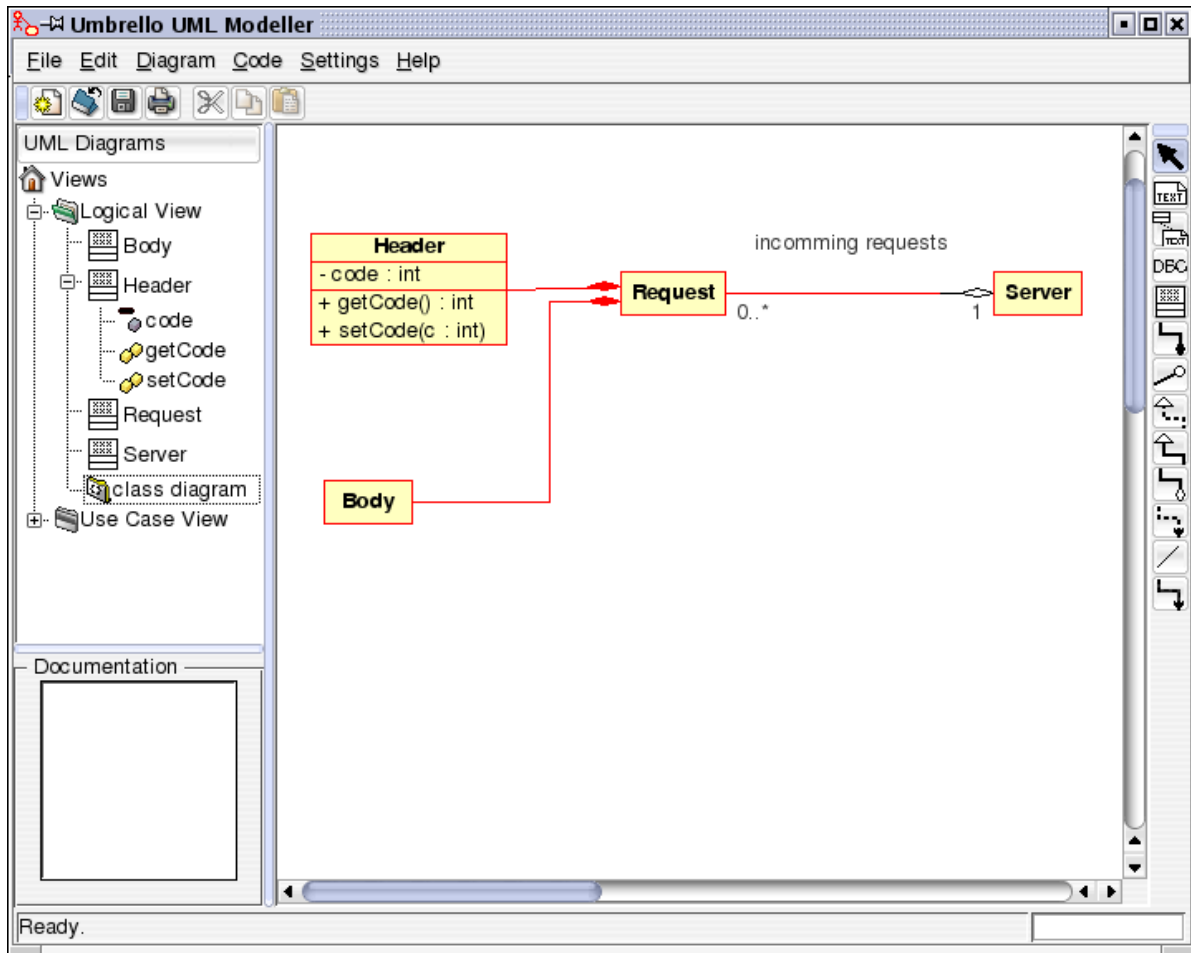 Umbrello UML Modeller
File Edit Diagram Code Settings Help
UML Diagrams
Views
Logical View
Body
Header
code
getCode
setCode
Request
Server
class diagram
Use Case View
Documentation
Header
- code : int
+ getCode() : int
+ setCode(c : int)
Body
Request
0..*
incomming requests
1
Server
TEXT
TEXT
DBC
Ready.